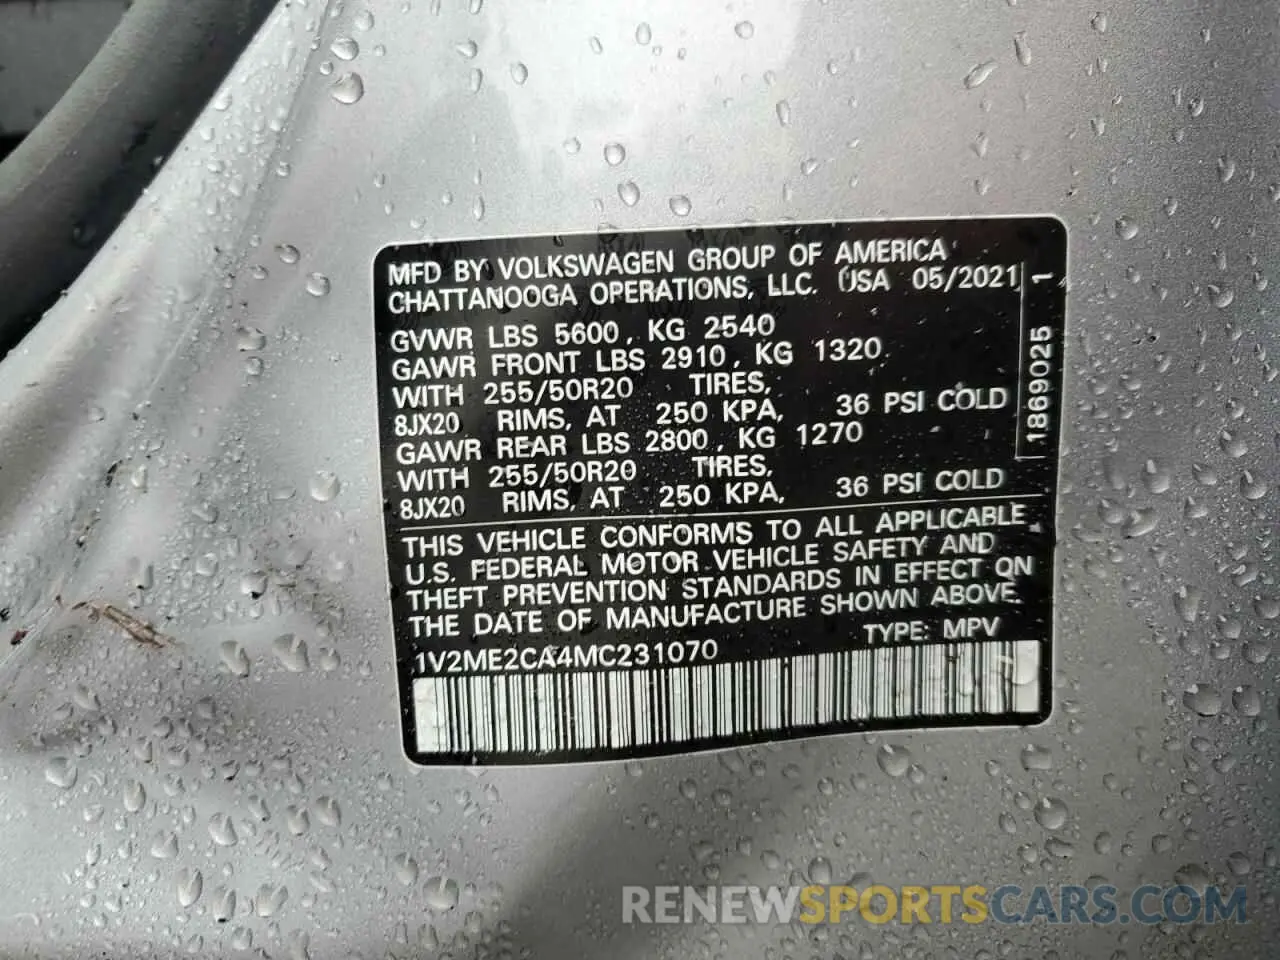 MFD BY VOLKSWAGEN GROUP OF AMERICA
CHATTANOOGA OPERATIONS, LLC. USA 05/2021
GVWR LBS 5600, KG 2540
GAWR FRONT LBS 2910, KG 1320
WITH 255/50R20 TIRES,
8JX20 RIMS, AT 250 KPA, 36 PSI COLD
GAWR REAR LBS 2800, KG 1270
WITH 255/50R20 TIRES,
8JX20 RIMS, AT 250 KPA, 36 PSI COLD
1869025 1
THIS VEHICLE CONFORMS TO ALL APPLICABLE
U.S. FEDERAL MOTOR VEHICLE SAFETY AND
THEFT PREVENTION STANDARDS IN EFFECT ON
THE DATE OF MANUFACTURE SHOWN ABOVE.
TYPE: MPV
1V2ME2CA4MC231070
RENEWSPORTSCARS.COM